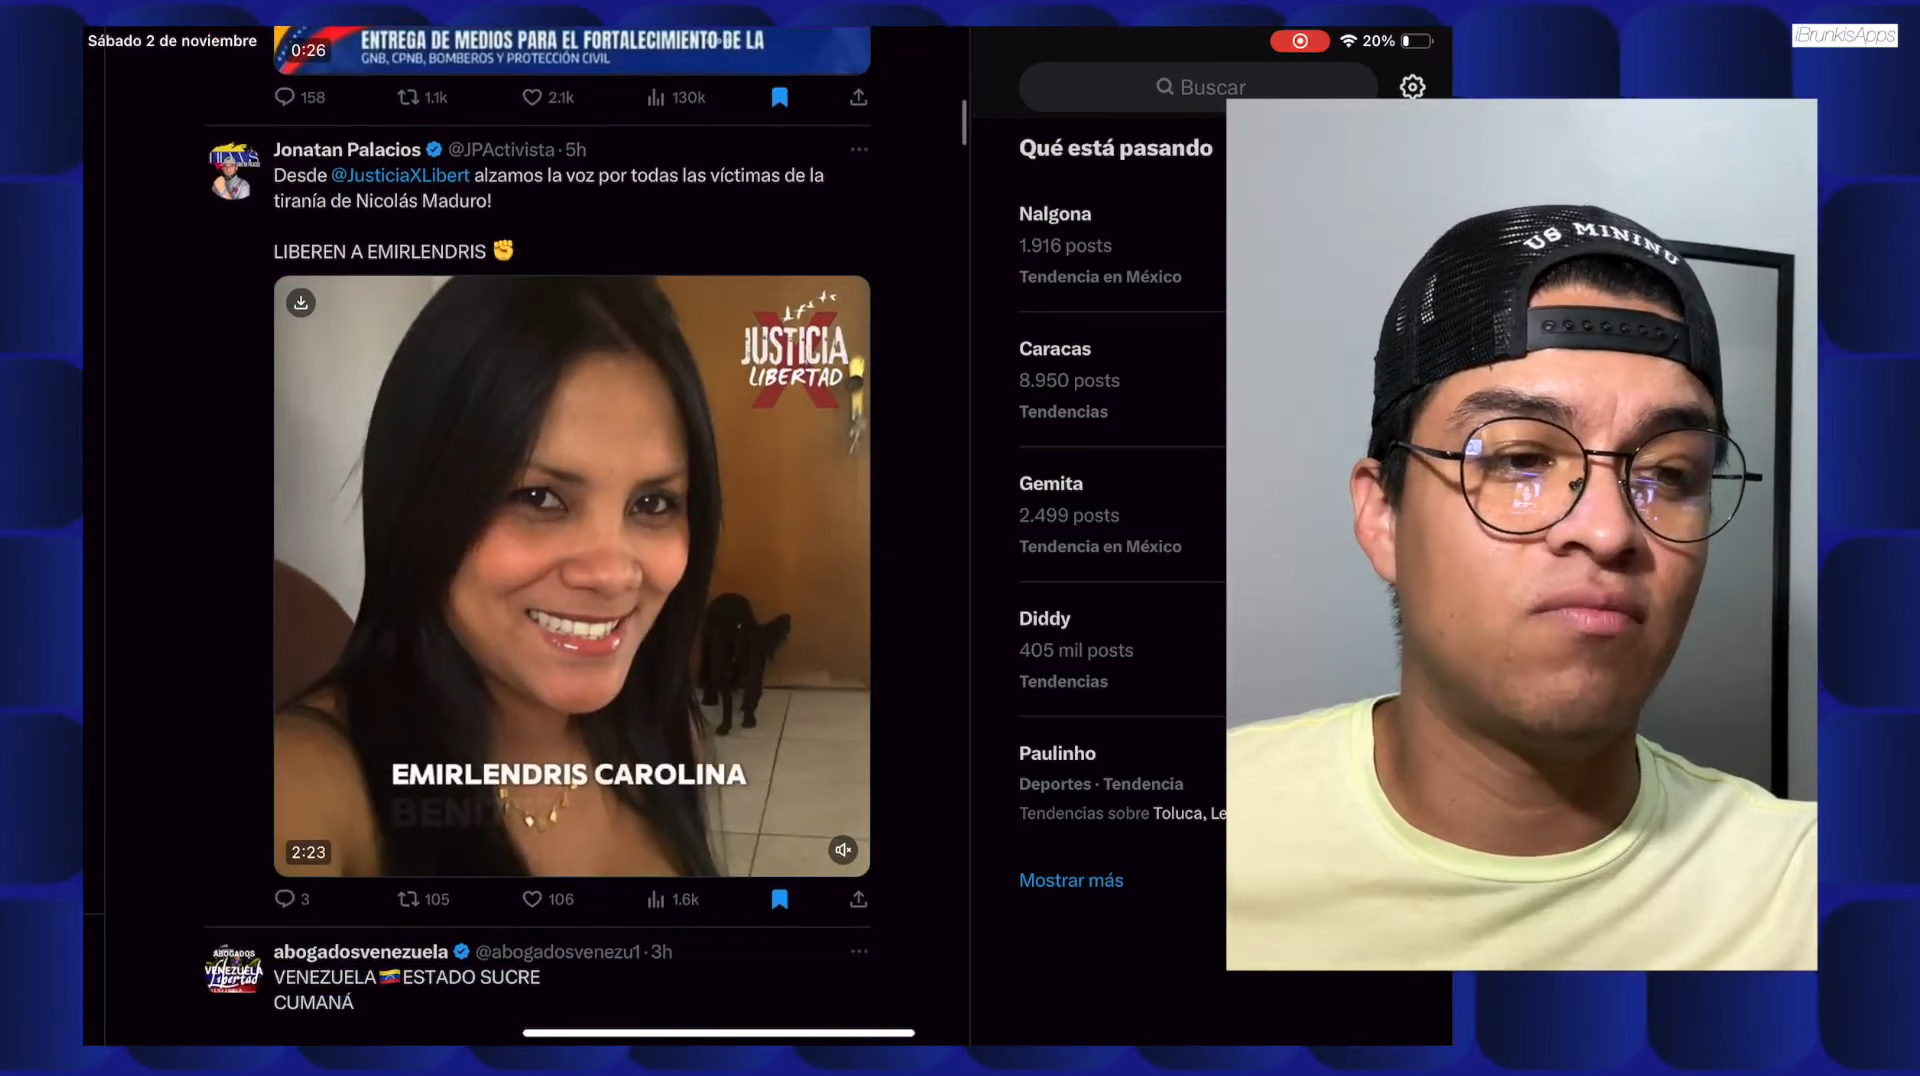 Sábado 2 de noviembre
20%
iBrunkisApps
0:26
ENTREGA DE MEDIOS PARA EL FORTALECIMIENTO DE LA
GNB, CPNB, BOMBEROS Y PROTECCIÓN CIVIL
158
1.1k
2.1k
130k
Jonatan Palacios @JPActivista · 5h
Desde @JusticiaXLibert alzamos la voz por todas las víctimas de la
tiranía de Nicolás Maduro!
LIBEREN A EMIRLENDRIS ✊
JUSTICIA
X
LIBERTAD
EMIRLENDRIS CAROLINA
2:23
3
105
106
1.6k
abogadosvenezuela @abogadosvenezu1 · 3h
VENEZUELA🇻🇪ESTADO SUCRE
CUMANÁ
ABOGADOS
VENEZUELA
Libertad
Buscar
Qué está pasando
Nalgona
1.916 posts
Tendencia en México
Caracas
8.950 posts
Tendencias
Gemita
2.499 posts
Tendencia en México
Diddy
405 mil posts
Tendencias
Paulinho
Deportes · Tendencia
Tendencias sobre Toluca, Le
Mostrar más
US MINING